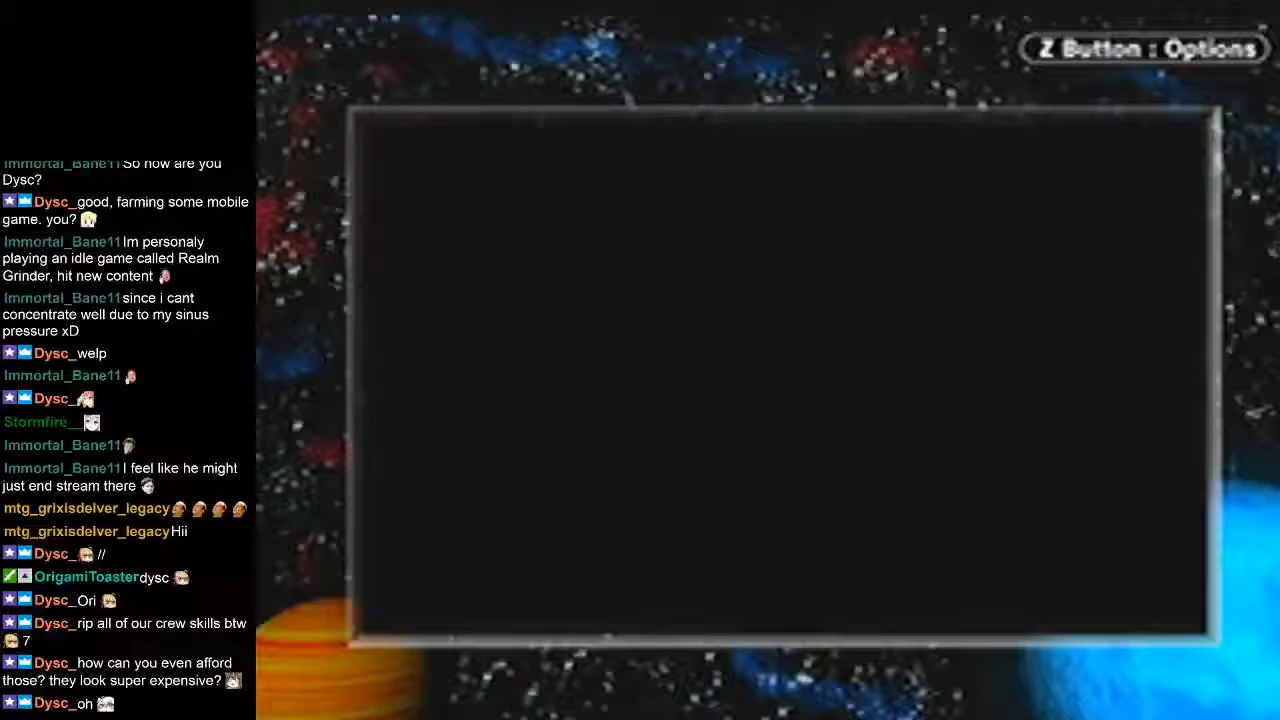 Z Button : Options
Immortal_Bane11 So how are you
Dysc?
Dysc_ good, farming some mobile
game. you?
Immortal_Bane11 Im personaly
playing an idle game called Realm
Grinder, hit new content
Immortal_Bane11 since i cant
concentrate well due to my sinus
pressure xD
Dysc_ welp
Immortal_Bane11
Dysc_
Stormfire__
Immortal_Bane11
Immortal_Bane11 I feel like he might
just end stream there
mtg_grixisdelver_legacy
mtg_grixisdelver_legacy Hii
Dysc_ //
OrigamiToaster dysc
Dysc_ Ori
Dysc_ rip all of our crew skills btw
7
Dysc_ how can you even afford
those? they look super expensive?
Dysc_ oh